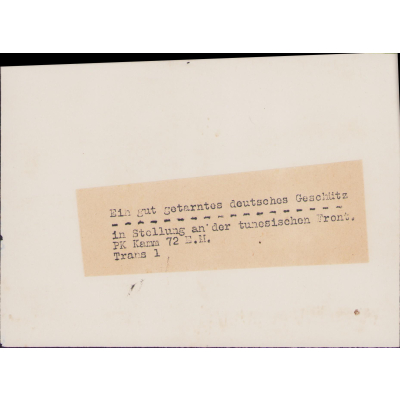 Ein gut getarntes deutsches Geschütz
in Stellung an der tunesischen Front.
PK Kamm 72 E.M.
Trans 1